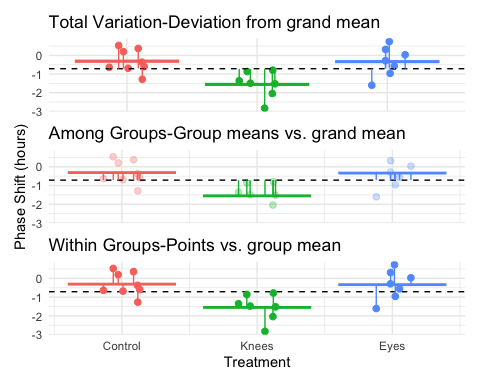 Total Variation-Deviation from grand mean
0
-1
-2
-3
Among Groups-Group means vs. grand mean
0
-1
-2
-3
Within Groups-Points vs. group mean
0
-1
-2
-3
Phase Shift (hours)
Control Knees Eyes
Treatment